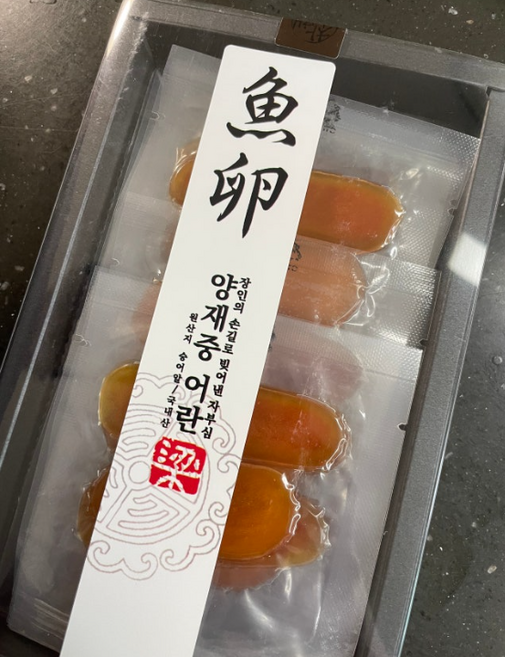 魚卵
장인의 손길로 빚어낸 자부심
양재중 어란
원산지 숭어알/국내산
梁